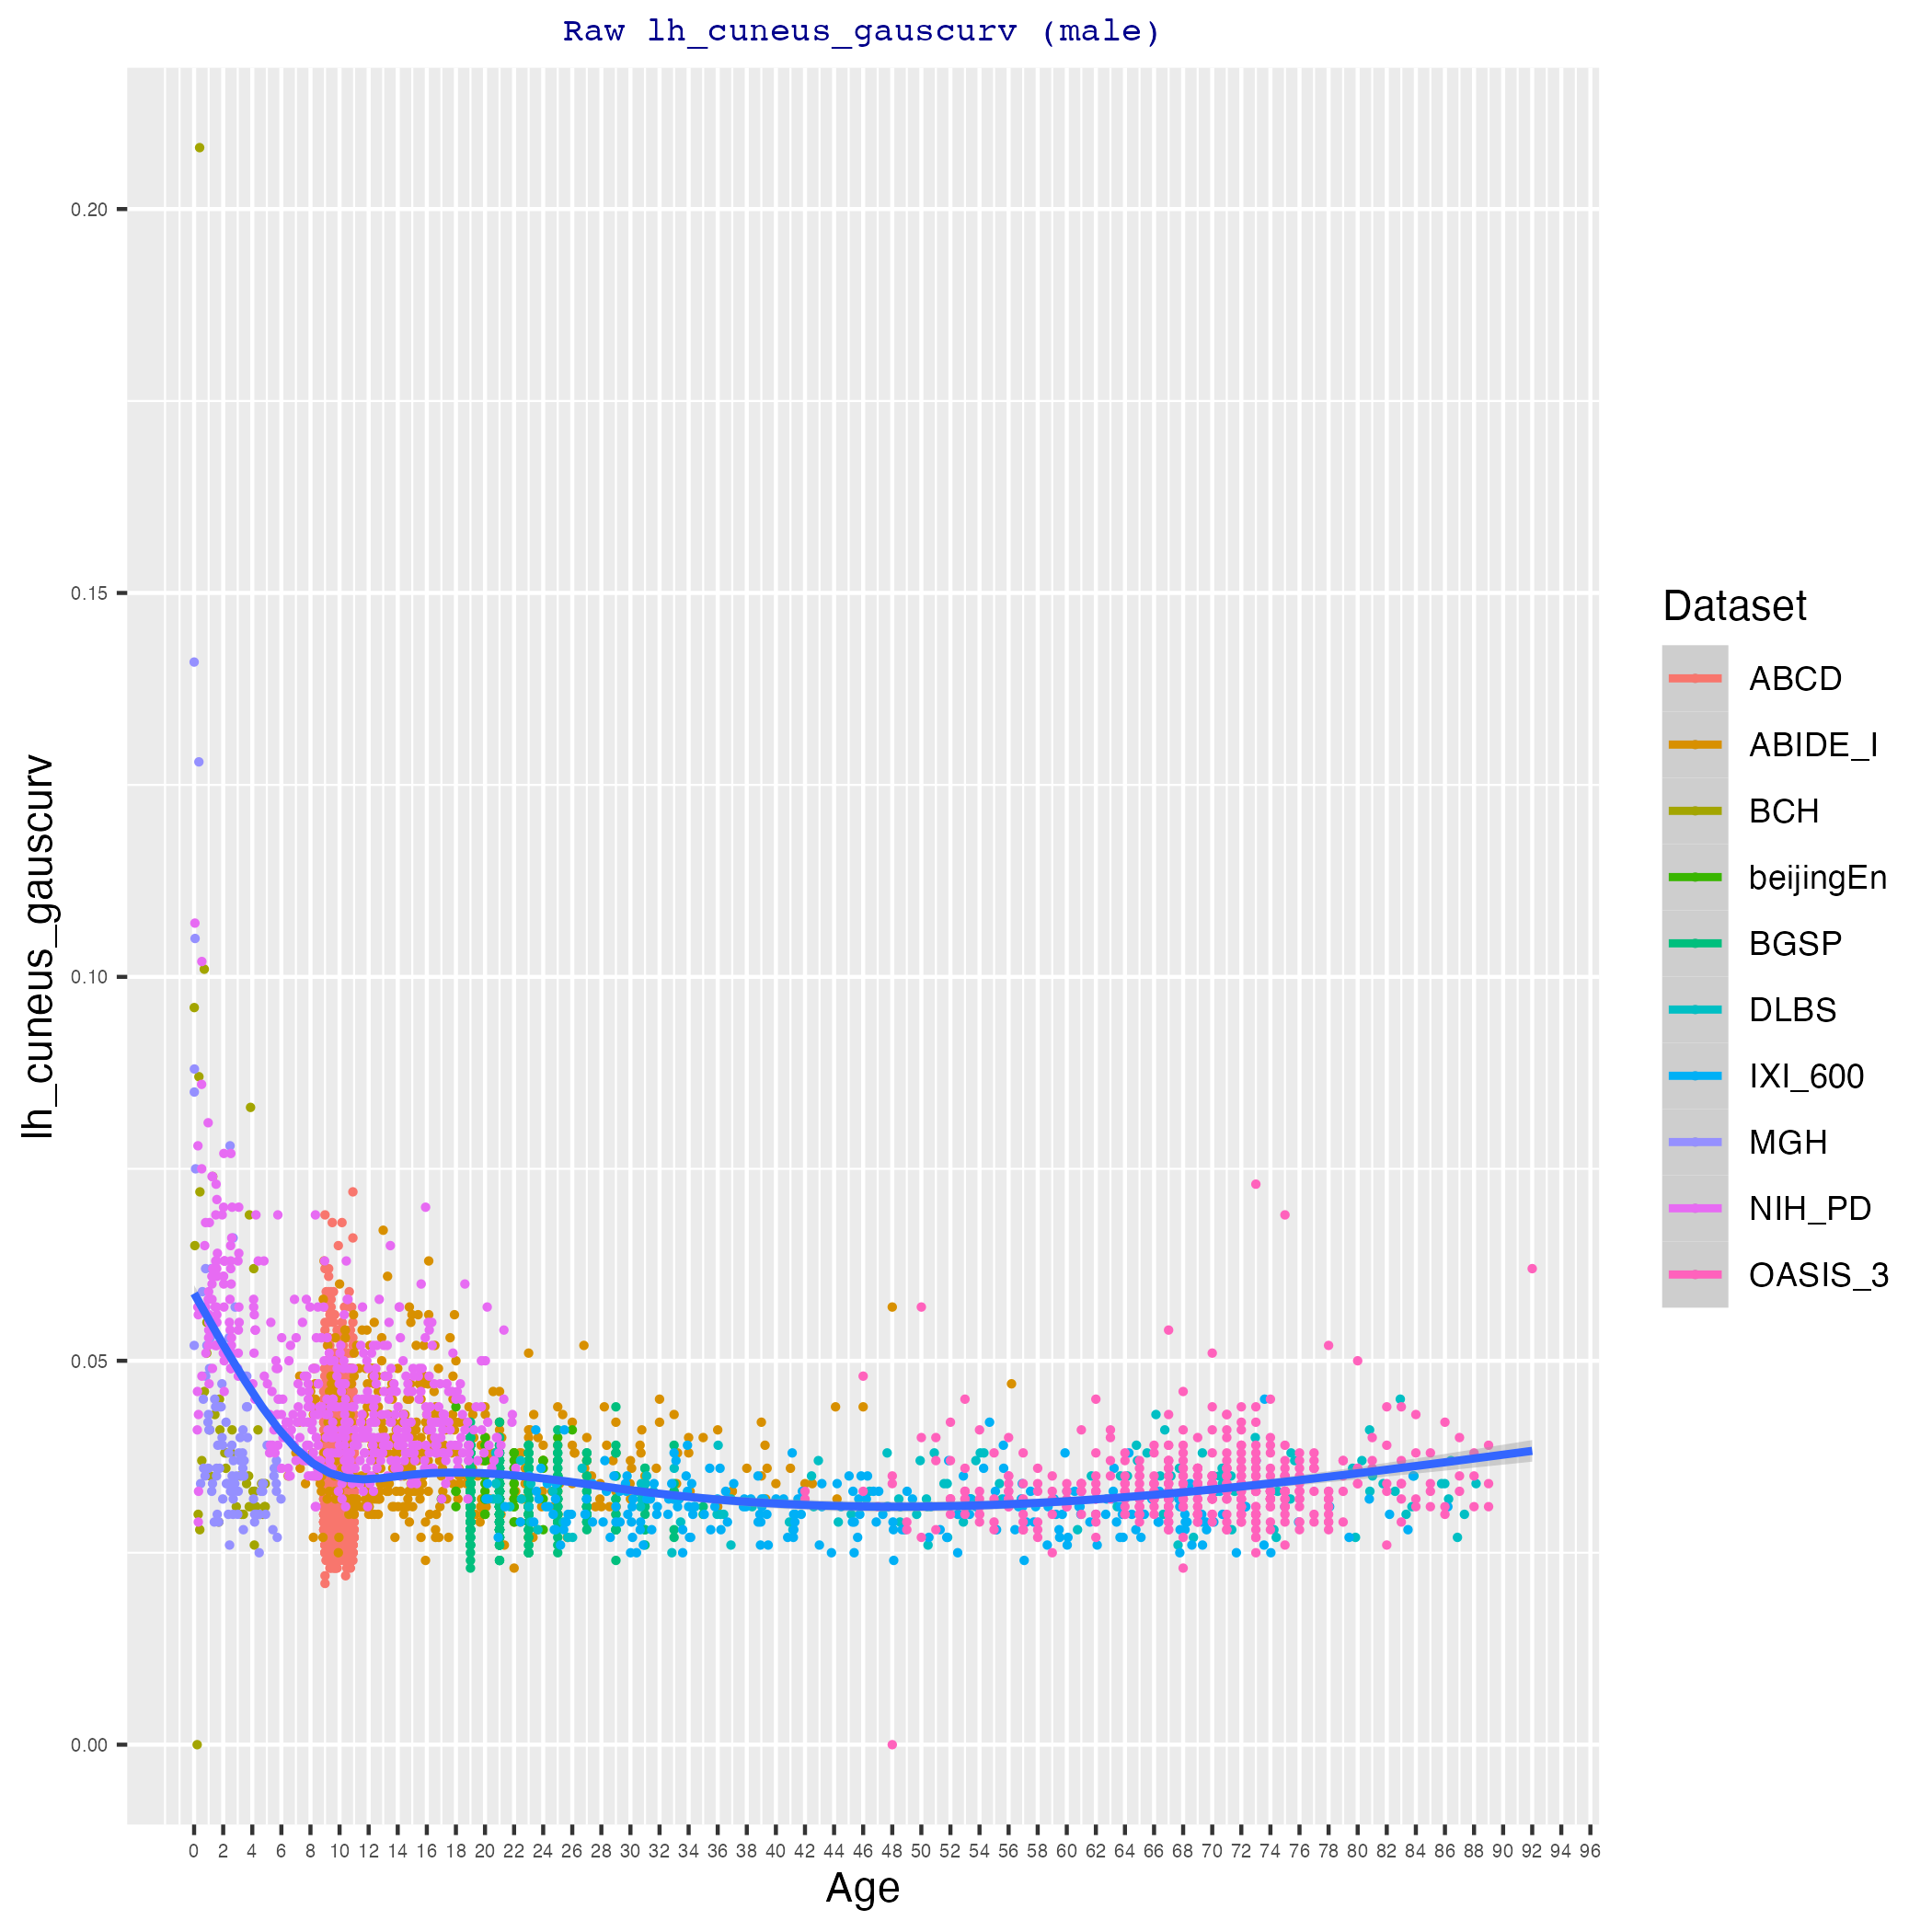 Raw lh_cuneus_gauscurv (male)
0.20
0.15
0.10
0.05
0.00
lh_cuneus_gauscurv
0 2 4 6 8 10 12 14 16 18 20 22 24 26 28 30 32 34 36 38 40 42 44 46 48 50 52 54 56 58 60 62 64 66 68 70 72 74 76 78 80 82 84 86 88 90 92 94 96
Age
Dataset
ABCD
ABIDE_I
BCH
beijingEn
BGSP
DLBS
IXI_600
MGH
NIH_PD
OASIS_3